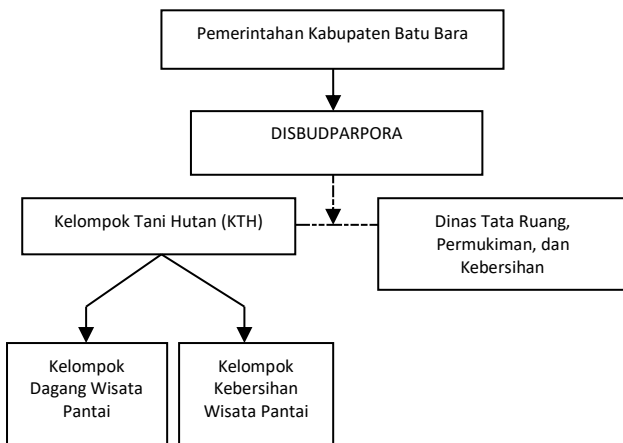 Pemerintahan Kabupaten Batu Bara
DISBUDPARPORA
Kelompok Tani Hutan (KTH)
Dinas Tata Ruang,
Permukiman, dan
Kebersihan
Kelompok
Dagang Wisata
Pantai
Kelompok
Kebersihan
Wisata Pantai